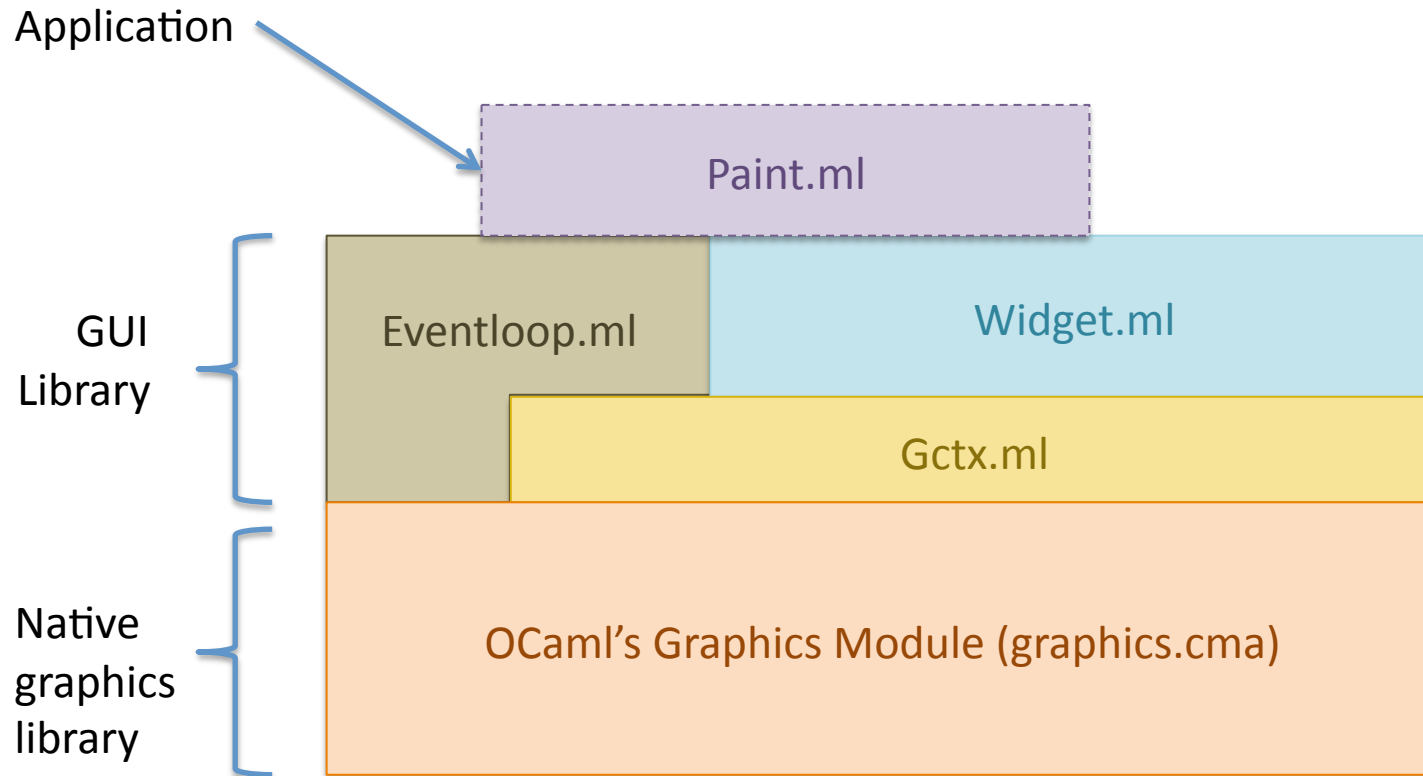 Application
Paint.ml
GUI
Library
Eventloop.ml
Widget.ml
Gctx.ml
Native
graphics
library
OCaml’s Graphics Module (graphics.cma)